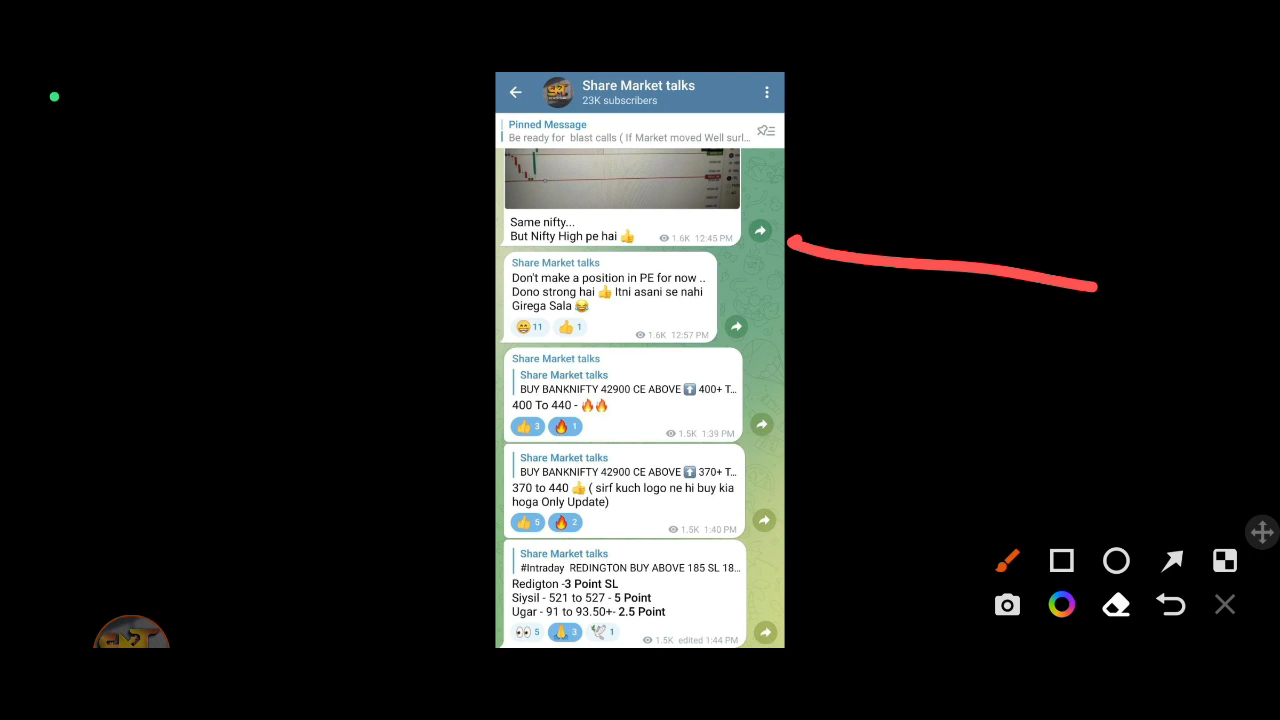 Share Market talks
23K subscribers
Pinned Message
Be ready for blast calls ( If Market moved Well surl...
Same nifty...
But Nifty High pe hai 👍
1.6K 12:45 PM
Share Market talks
Don't make a position in PE for now ..
Dono strong hai 👍 Itni asani se nahi
Girega Sala 😂
😁 11 👍 1
1.6K 12:57 PM
Share Market talks
Share Market talks
BUY BANKNIFTY 42900 CE ABOVE ⬆️ 400+ T...
400 To 440 - 🔥🔥
👍 3 🔥 1
1.5K 1:39 PM
Share Market talks
BUY BANKNIFTY 42900 CE ABOVE ⬆️ 370+ T...
370 to 440 👍 ( sirf kuch logo ne hi buy kia
hoga Only Update)
👍 5 🔥 2
1.5K 1:40 PM
Share Market talks
#Intraday REDINGTON BUY ABOVE 185 SL 18...
Redigton -3 Point SL
Siysil - 521 to 527 - 5 Point
Ugar - 91 to 93.50+- 2.5 Point
👀 5 🙏 3 🕊 1
1.5K edited 1:44 PM